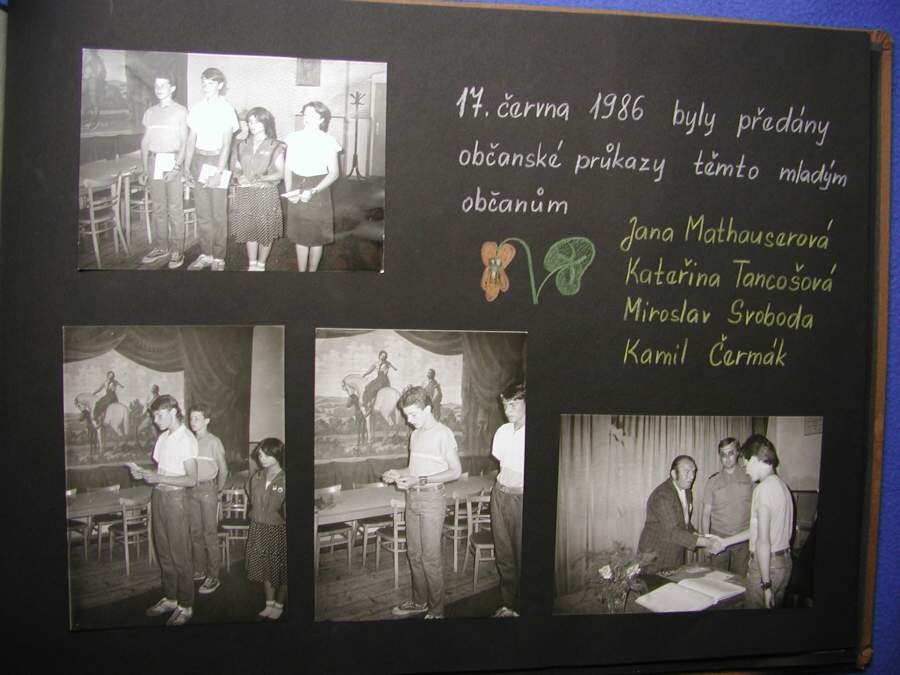 17. června 1986 byly předány
občanské průkazy těmto mladým
občanům
Jana Mathauserová
Kateřina Tancošová
Miroslav Svoboda
Kamil Čermák